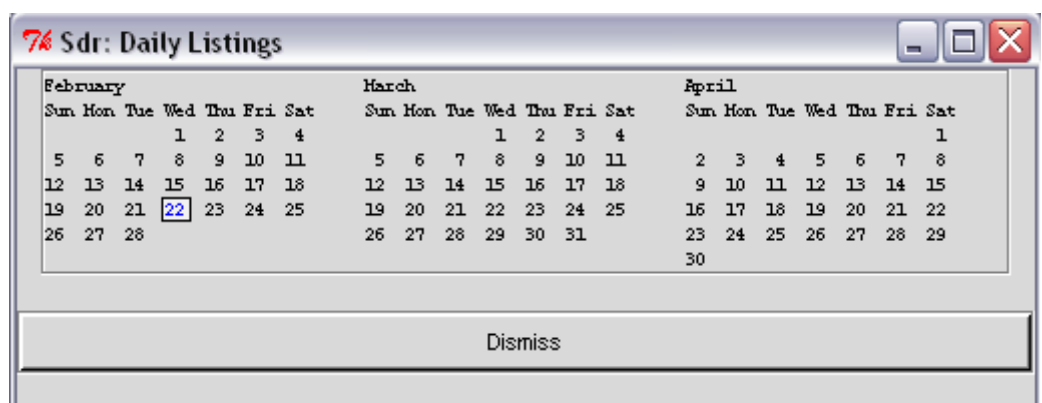 Sdr: Daily Listings
February March April
Sun Mon Tue Wed Thu Fri Sat Sun Mon Tue Wed Thu Fri Sat Sun Mon Tue Wed Thu Fri Sat
1 2 3 4 1 2 3 4 1
5 6 7 8 9 10 11 5 6 7 8 9 10 11 2 3 4 5 6 7 8
12 13 14 15 16 17 18 12 13 14 15 16 17 18 9 10 11 12 13 14 15
19 20 21 22 23 24 25 19 20 21 22 23 24 25 16 17 18 19 20 21 22
26 27 28 26 27 28 29 30 31 23 24 25 26 27 28 29
30
Dismiss